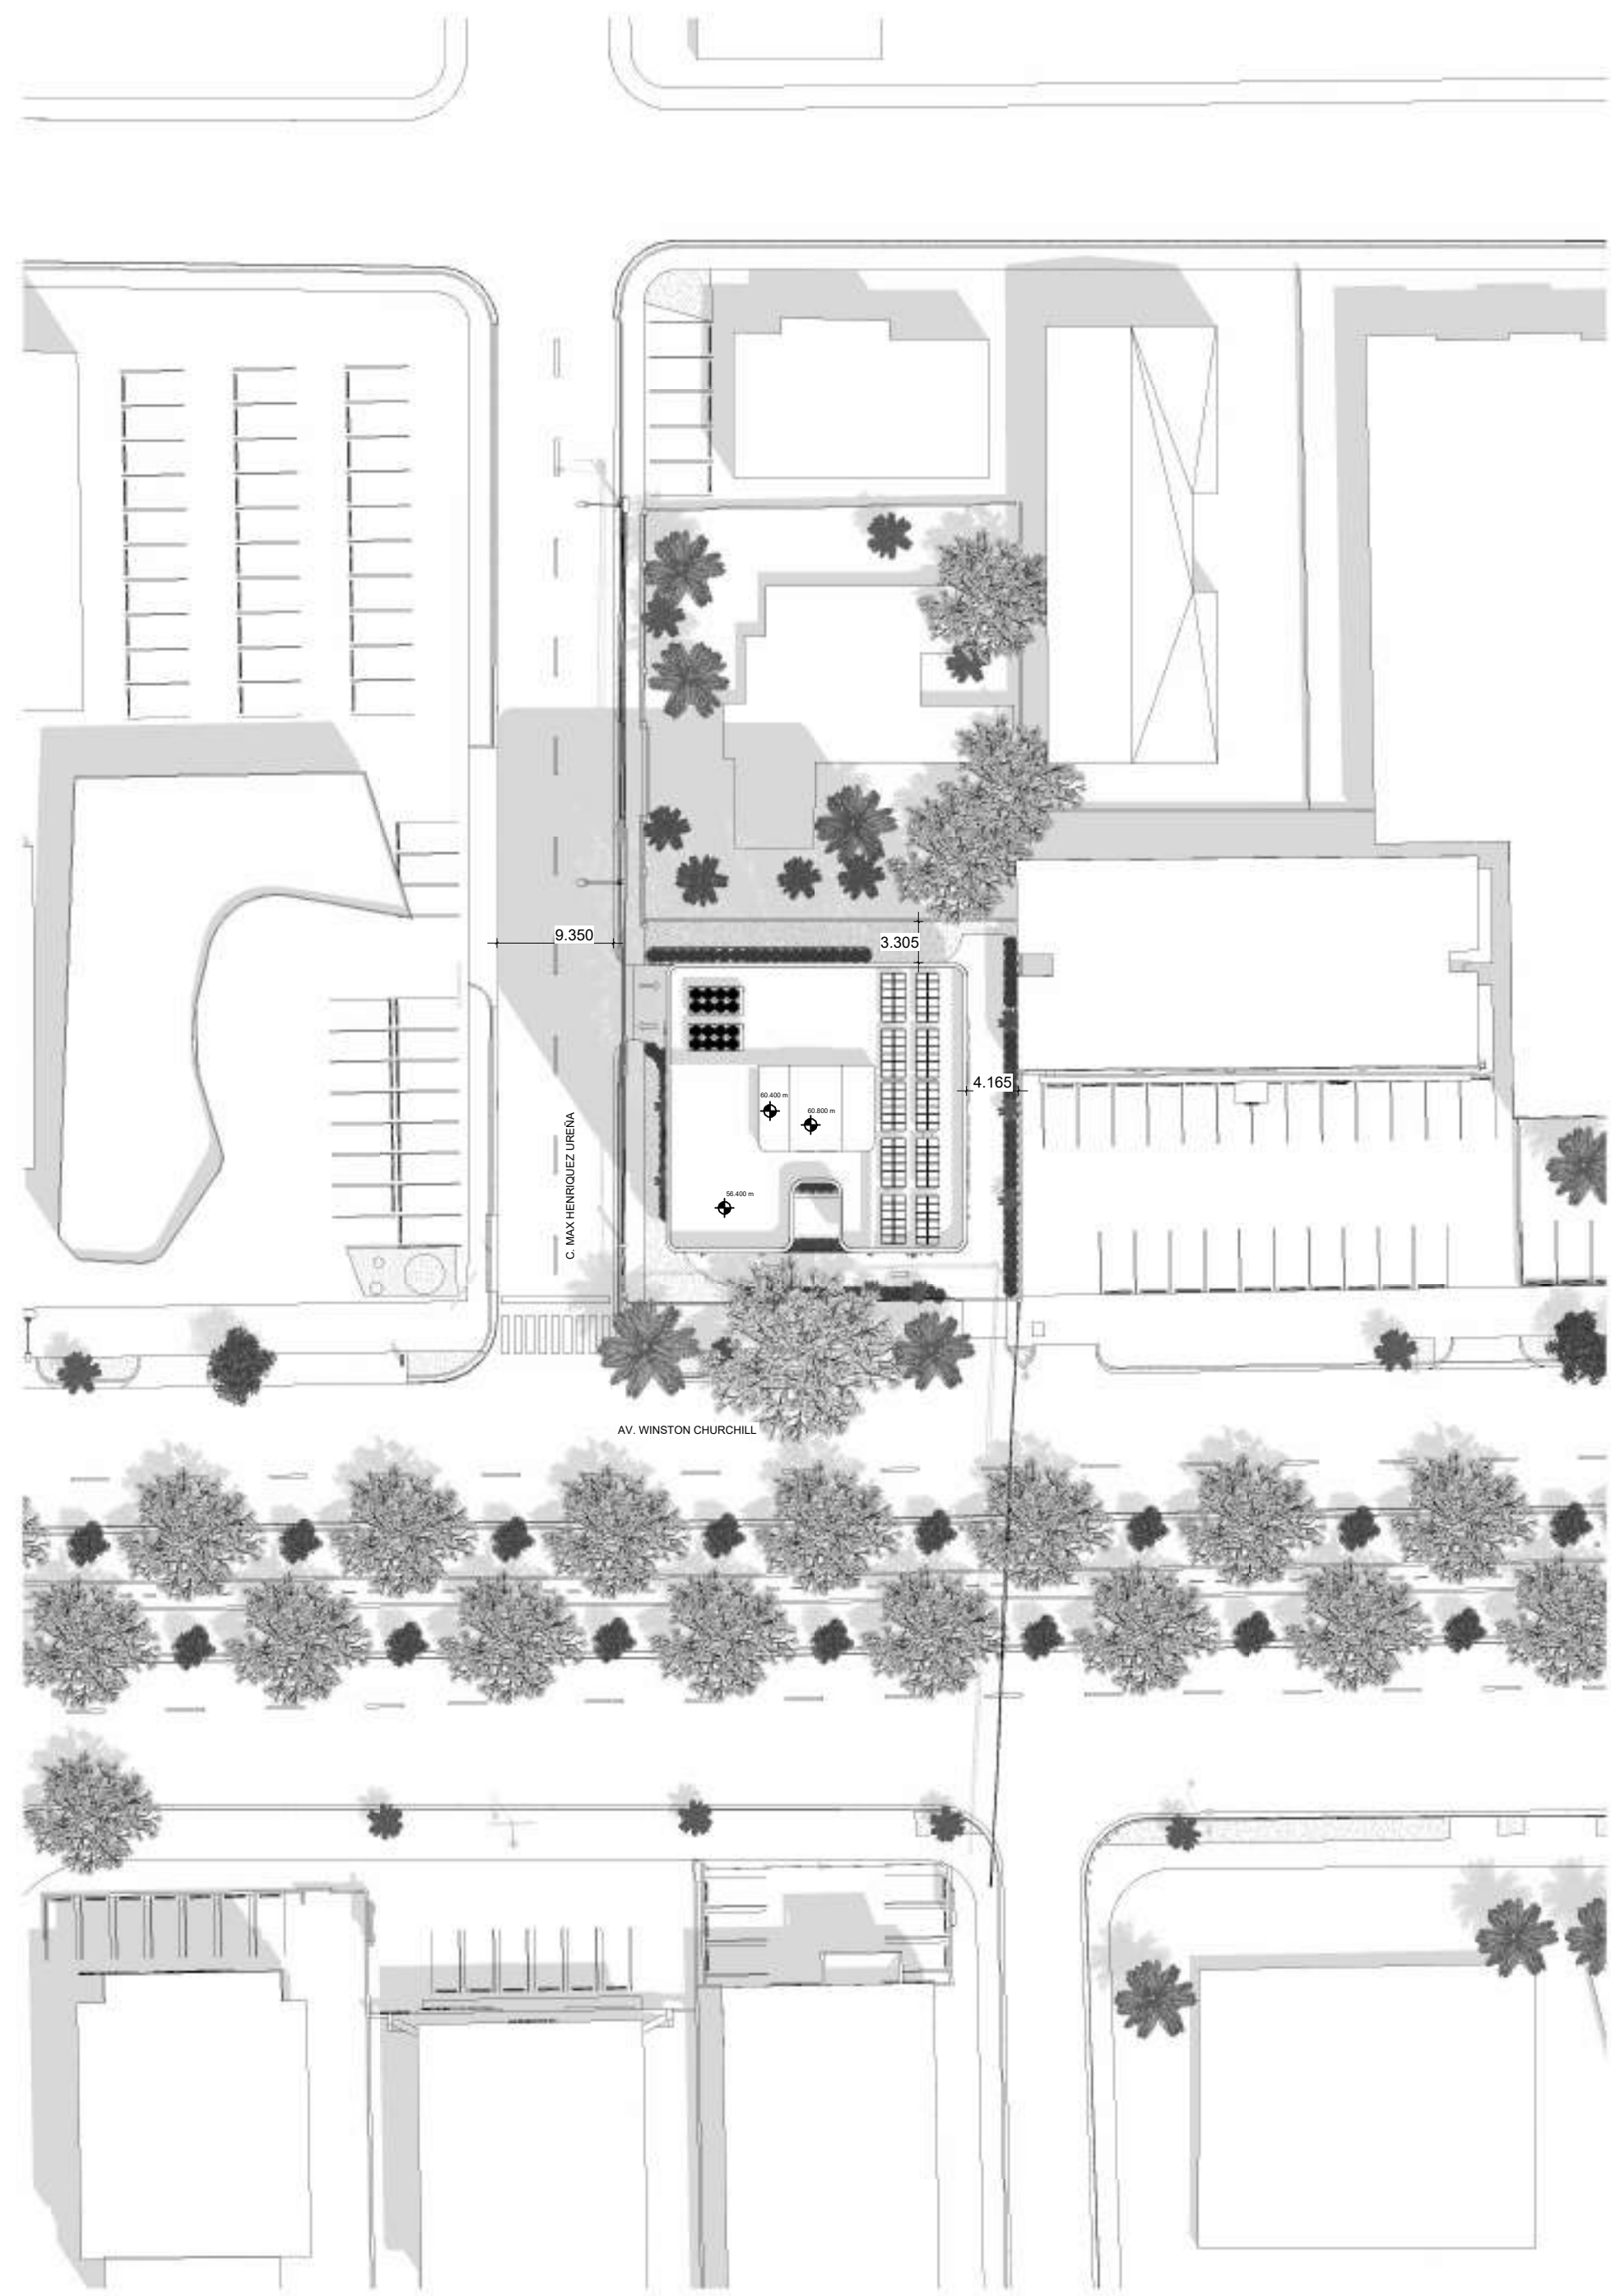 9.350
3.305
4.165
60.400 m
60.800 m
C. MAX HENRIQUEZ UREÑA
56.400 m
AV. WINSTON CHURCHILL